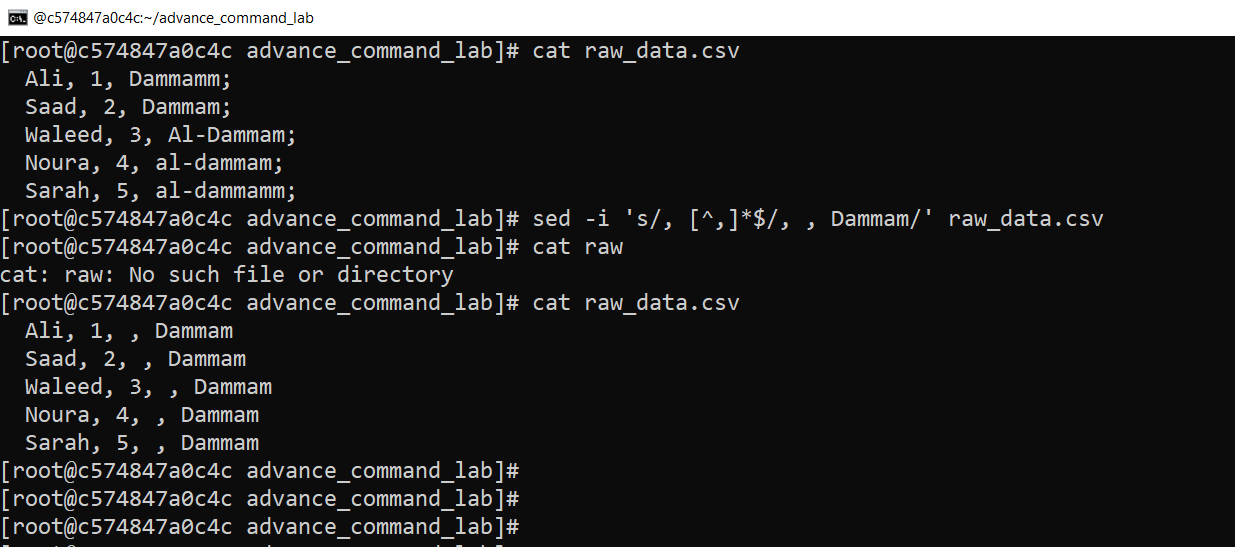 @c574847a0c4c:~/advance_command_lab
[root@c574847a0c4c advance_command_lab]# cat raw_data.csv
  Ali, 1, Dammamm;
  Saad, 2, Dammam;
  Waleed, 3, Al-Dammam;
  Noura, 4, al-dammam;
  Sarah, 5, al-dammamm;
[root@c574847a0c4c advance_command_lab]# sed -i 's/, [^,]*$/, , Dammam/' raw_data.csv
[root@c574847a0c4c advance_command_lab]# cat raw
cat: raw: No such file or directory
[root@c574847a0c4c advance_command_lab]# cat raw_data.csv
  Ali, 1, , Dammam
  Saad, 2, , Dammam
  Waleed, 3, , Dammam
  Noura, 4, , Dammam
  Sarah, 5, , Dammam
[root@c574847a0c4c advance_command_lab]#
[root@c574847a0c4c advance_command_lab]#
[root@c574847a0c4c advance_command_lab]#